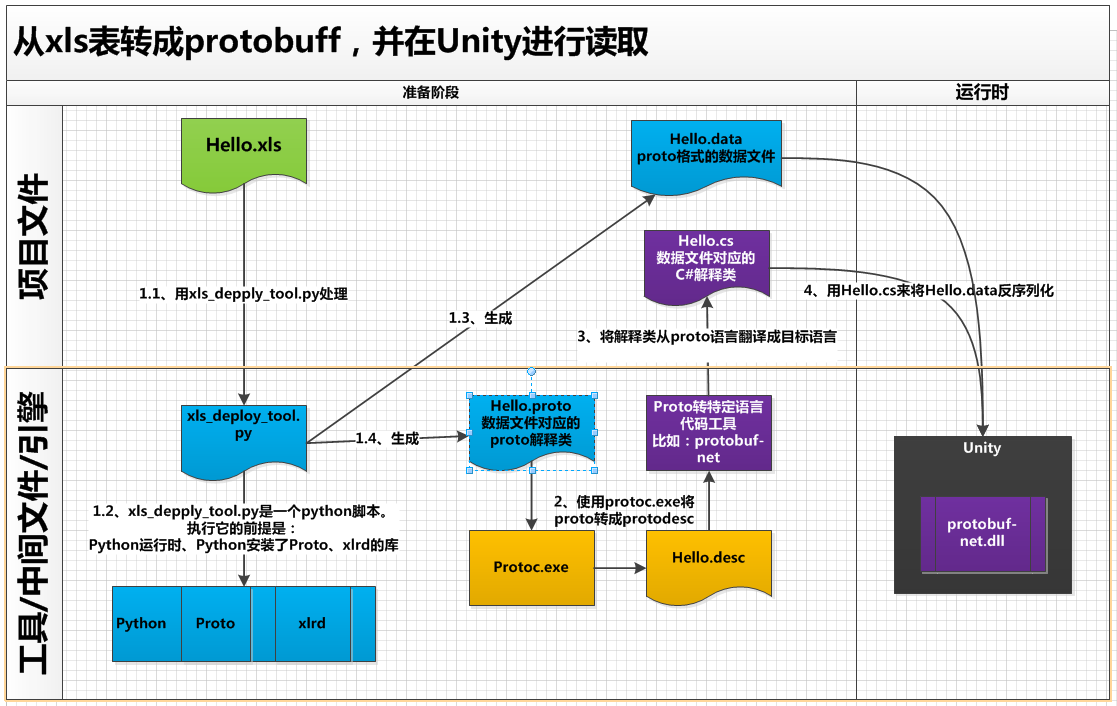 从xls表转成protobuff，并在Unity进行读取
准备阶段
运行时
项目文件
Hello.xls
Hello.data
proto格式的数据文件
Hello.cs
数据文件对应的
C#解释类
1.1、用xls_depply_tool.py处理
4、用Hello.cs来将Hello.data反序列化
1.3、生成
3、将解释类从proto语言翻译成目标语言
工具/中间文件/引擎
xls_deploy_tool.
py
1.4、生成
Hello.proto
数据文件对应的
proto解释类
Proto转特定语言
代码工具
比如：protobuf-
net
Unity
protobuf-
net.dll
1.2、xls_depply_tool.py是一个python脚本。
执行它的前提是：
Python运行时、Python安装了Proto、xlrd的库
2、使用protoc.exe将
proto转成protodesc
Protoc.exe
Hello.desc
Python
Proto
xlrd